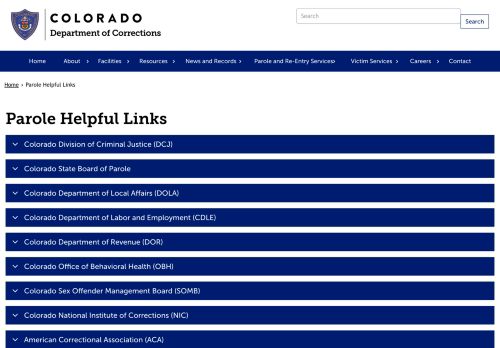 COLORADO
Department of Corrections
Search
Search
Home About Facilities Resources News and Records Parole and Re-Entry Services Victim Services Careers Contact
Home › Parole Helpful Links
Parole Helpful Links
Colorado Division of Criminal Justice (DCJ)
Colorado State Board of Parole
Colorado Department of Local Affairs (DOLA)
Colorado Department of Labor and Employment (CDLE)
Colorado Department of Revenue (DOR)
Colorado Office of Behavioral Health (OBH)
Colorado Sex Offender Management Board (SOMB)
Colorado National Institute of Corrections (NIC)
American Correctional Association (ACA)